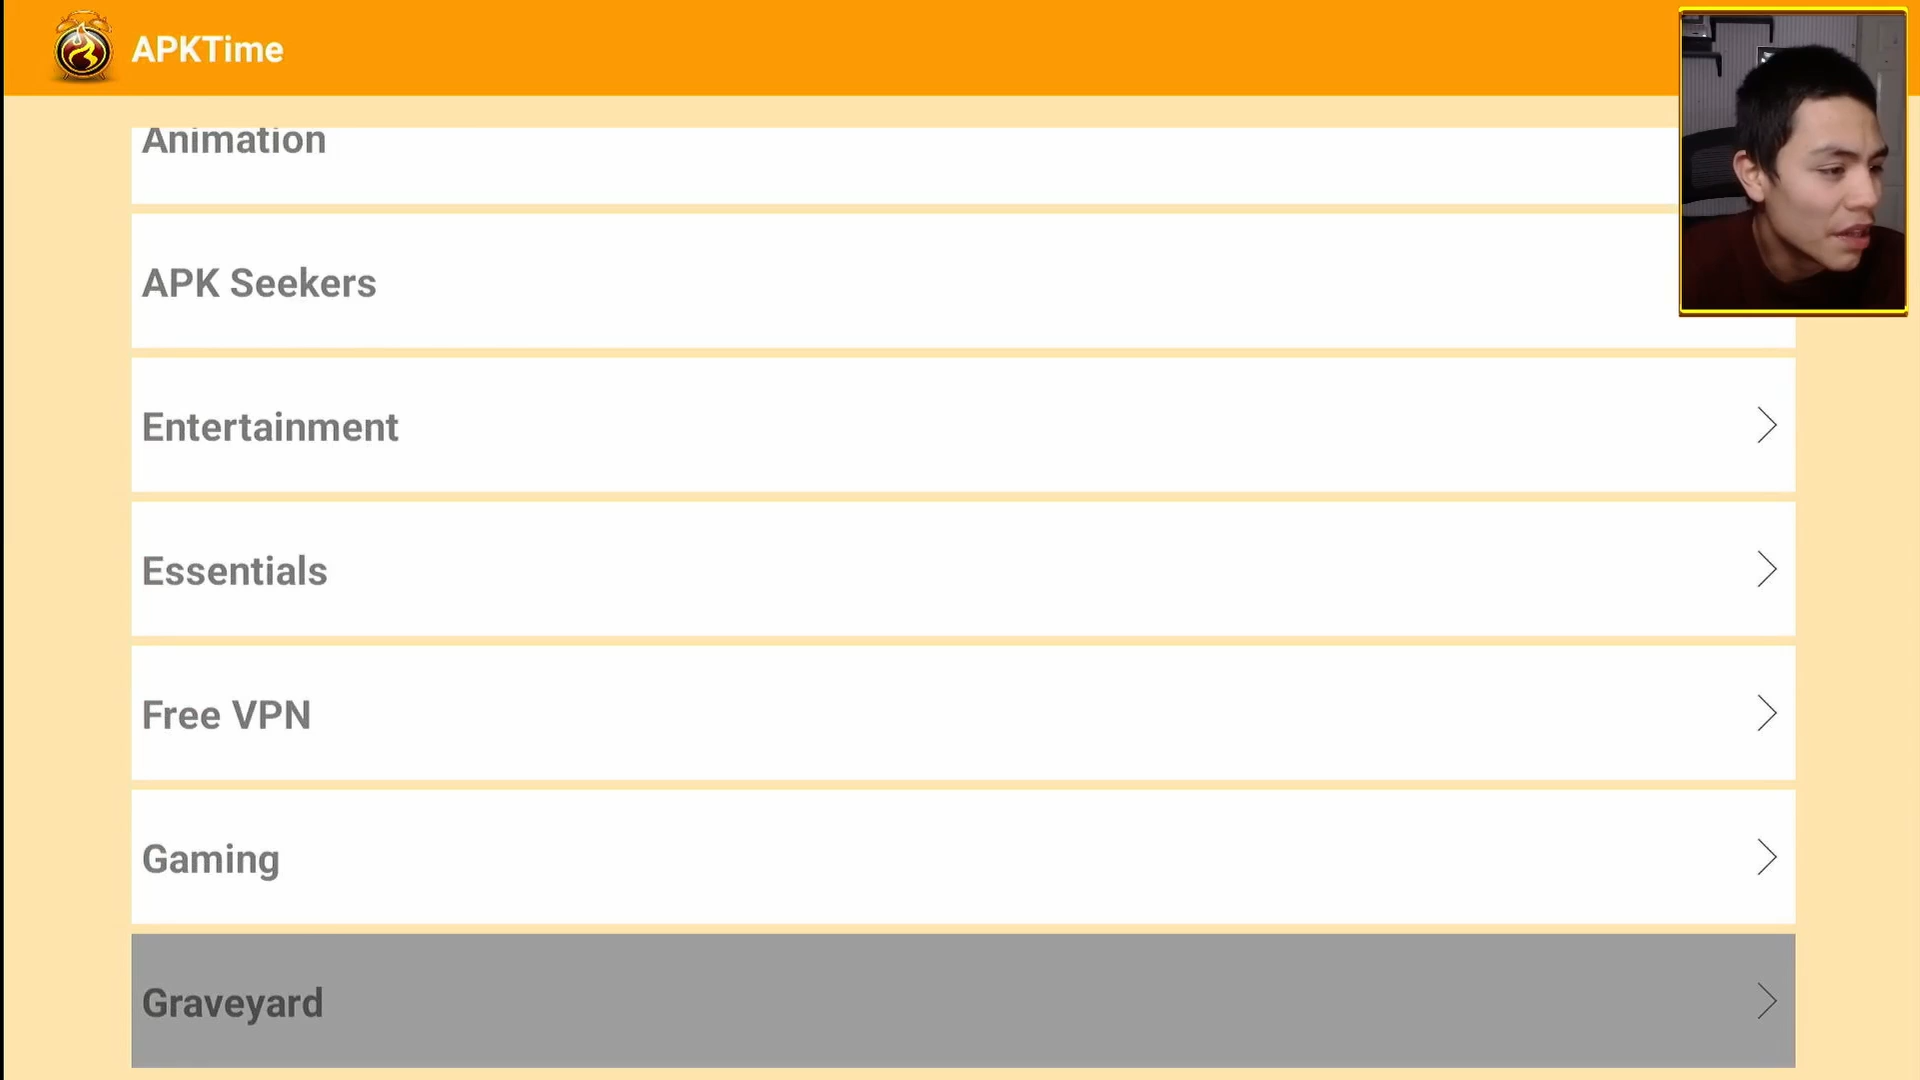 APKTime
Animation
APK Seekers
Entertainment
Essentials
Free VPN
Gaming
Graveyard